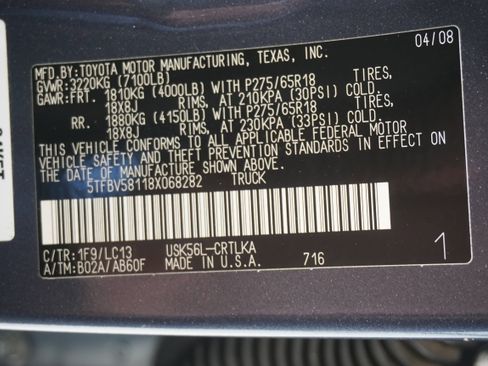 MFD.BY:TOYOTA MOTOR MANUFACTURING, TEXAS, INC. 04/08
GVWR:3220KG (7100LB)
GAWR:FRT. 1810KG (4000LB) WITH P275/65R18 TIRES,
18X8J RIMS, AT 210KPA (30PSI) COLD.
RR. 1880KG (4150LB) WITH P275/65R18 TIRES,
18X8J RIMS, AT 230KPA (33PSI) COLD.
THIS VEHICLE CONFORMS TO ALL APPLICABLE FEDERAL MOTOR
VEHICLE SAFETY AND THEFT PREVENTION STANDARDS IN EFFECT ON
THE DATE OF MANUFACTURE SHOWN ABOVE.
5TFBV58118X068282 TRUCK
C/TR:1F9/LC13 USK56L-CRTLKA
A/TM:B02A/AB60F MADE IN U.S.A. 716 1